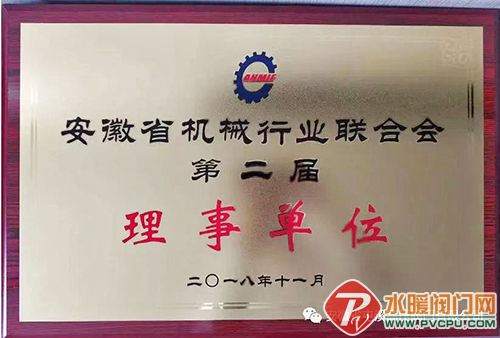 ANMIF
安徽省机械行业联合会
第二届
理事单位
二〇一八年十一月
水暖阀门网
WWW.PVCPU.COM